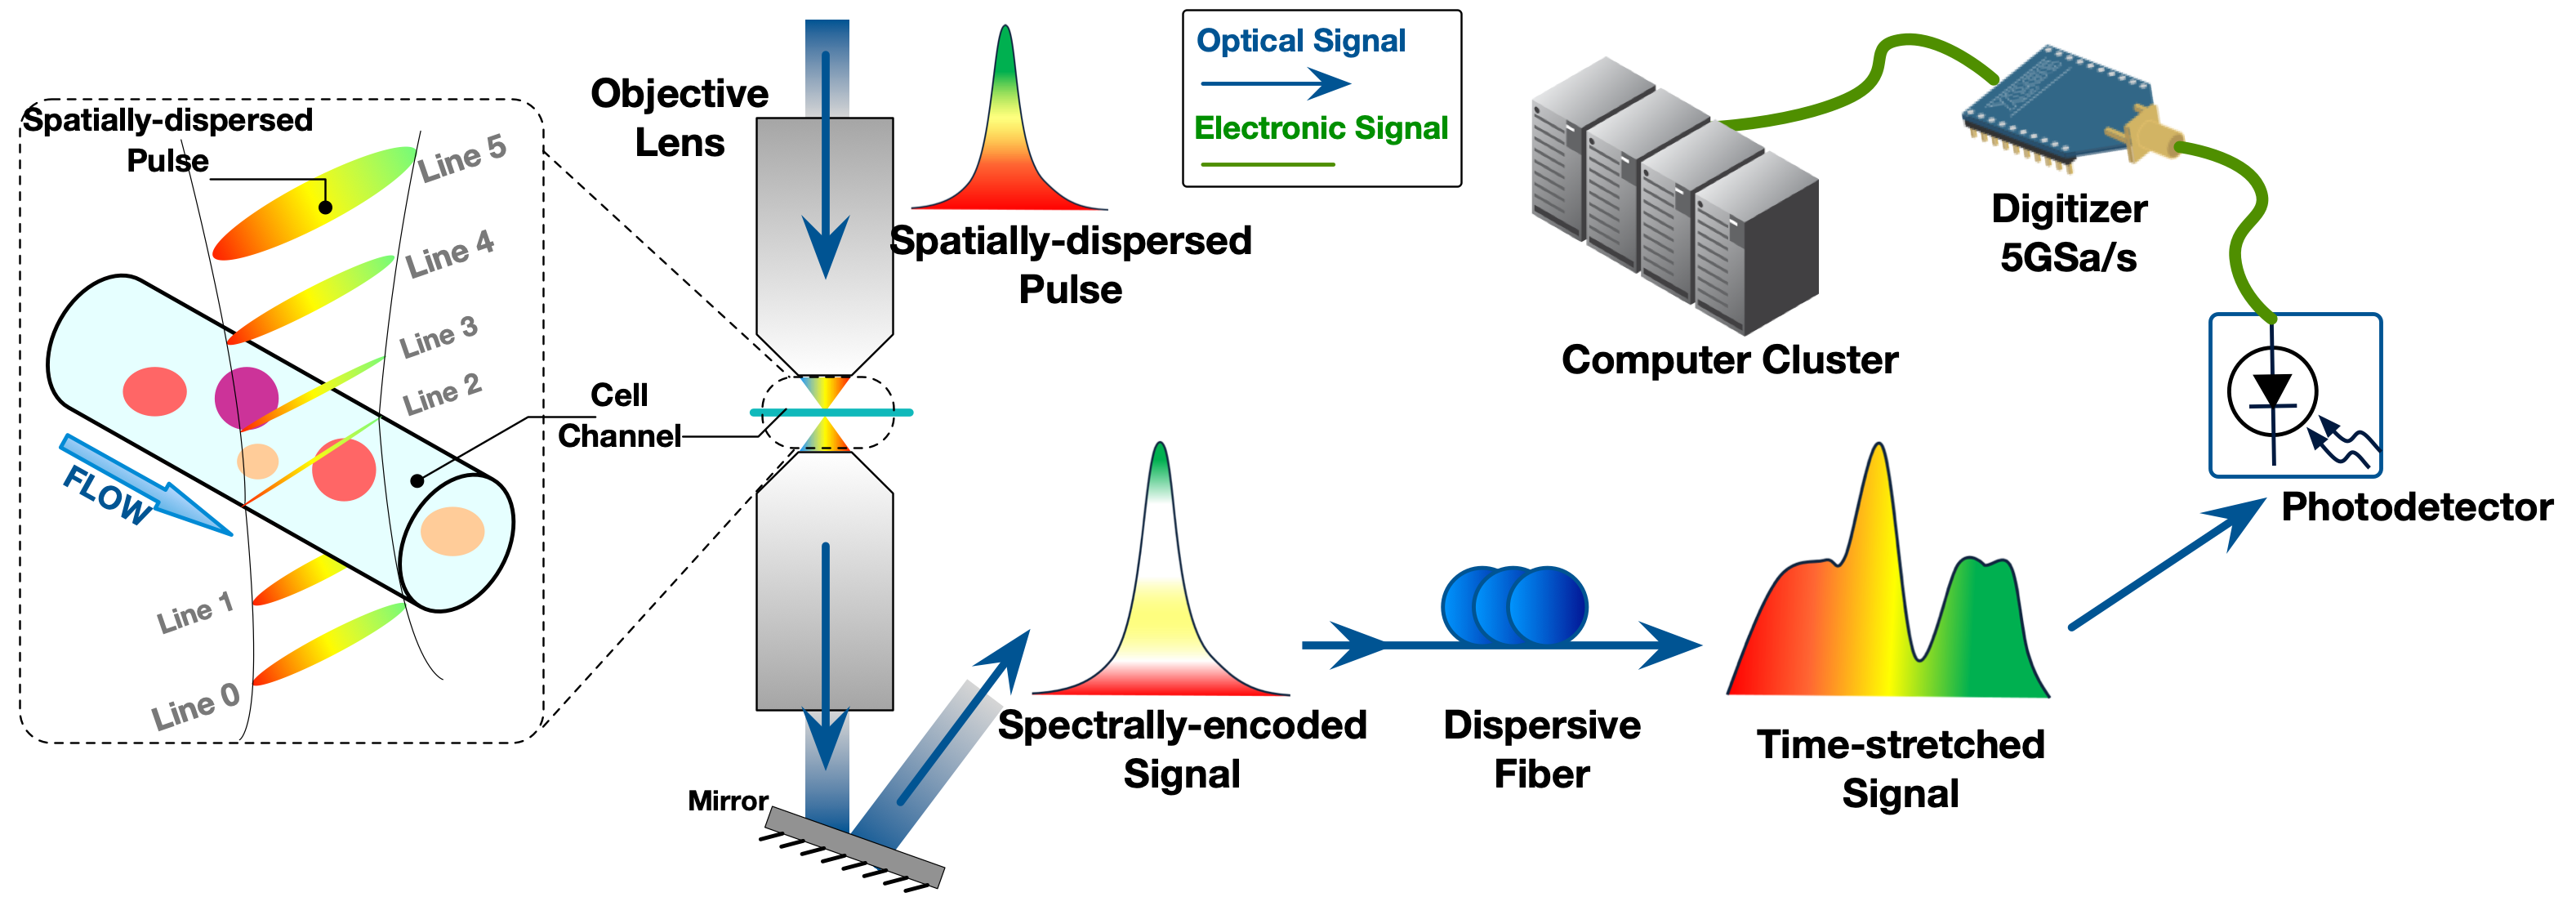 Spatially-dispersed
Pulse
Line 5
Line 4
Line 3
Line 2
Line 1
Line 0
FLOW
Cell
Channel
Objective
Lens
Spatially-dispersed
Pulse
Mirror
Spectrally-encoded
Signal
Dispersive
Fiber
Time-stretched
Signal
Photodetector
Digitizer
5GSa/s
Computer Cluster
Optical Signal
Electronic Signal